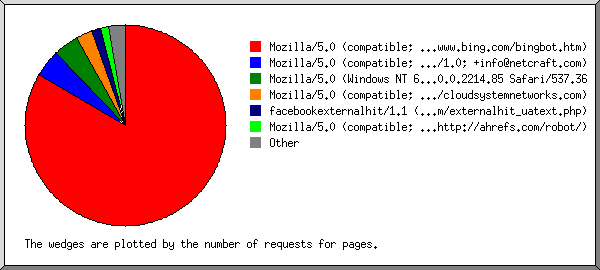 Mozilla/5.0 (compatible; ...www.bing.com/bingbot.htm)
Mozilla/5.0 (compatible; .../1.0; +info@netcraft.com)
Mozilla/5.0 (Windows NT 6...0.0.2214.85 Safari/537.36
Mozilla/5.0 (compatible; .../cloudsystemnetworks.com)
facebookexternalhit/1.1 (...m/externalhit_uatext.php)
Mozilla/5.0 (compatible; ...http://ahrefs.com/robot/)
Other
The wedges are plotted by the number of requests for pages.